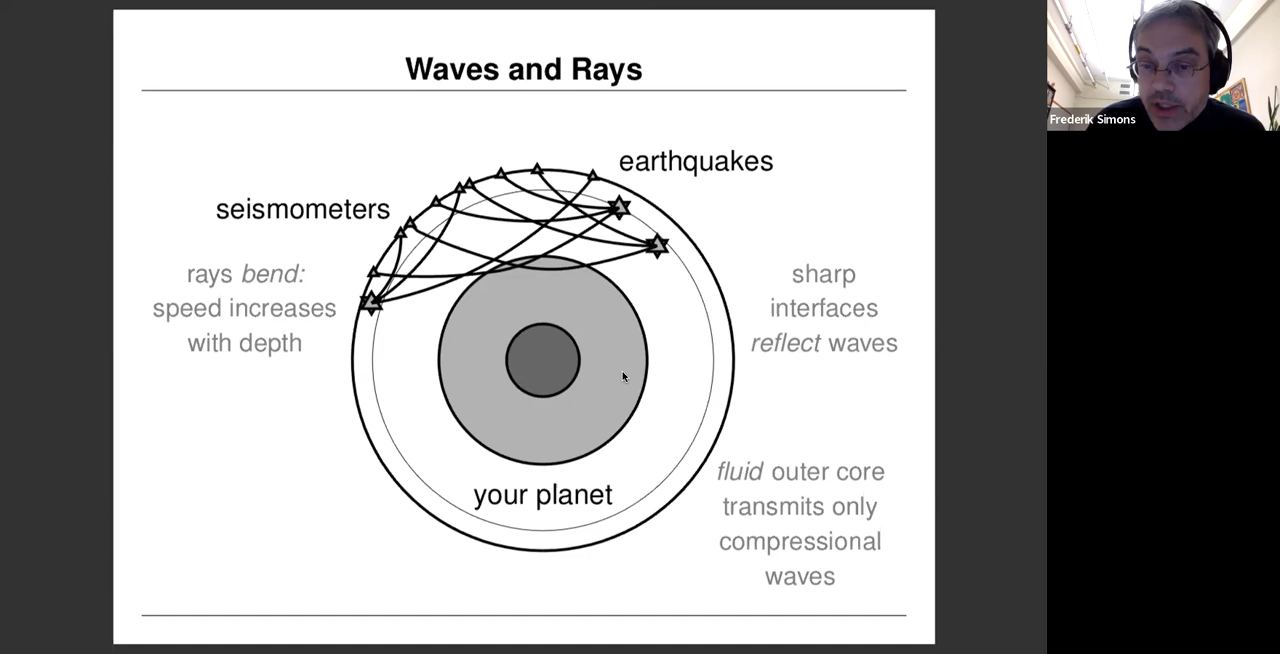 Waves and Rays
earthquakes
seismometers
rays bend:
speed increases
with depth
sharp
interfaces
reflect waves
your planet
fluid outer core
transmits only
compressional
waves
Frederik Simons